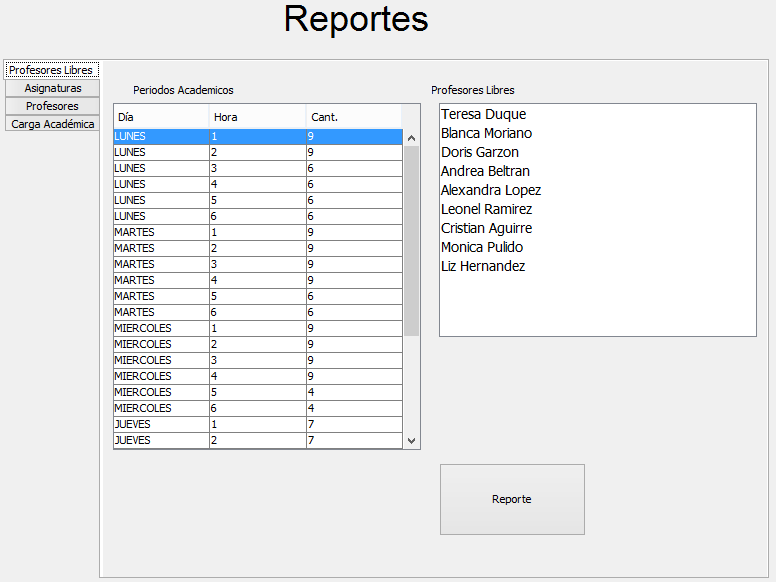 Reportes
Profesores Libres
Asignaturas
Profesores
Carga Académica
Periodos Academicos
Día Hora Cant.
LUNES 1 9
LUNES 2 9
LUNES 3 6
LUNES 4 6
LUNES 5 6
LUNES 6 6
MARTES 1 9
MARTES 2 9
MARTES 3 9
MARTES 4 9
MARTES 5 6
MARTES 6 6
MIERCOLES 1 9
MIERCOLES 2 9
MIERCOLES 3 9
MIERCOLES 4 9
MIERCOLES 5 4
MIERCOLES 6 4
JUEVES 1 7
JUEVES 2 7
Profesores Libres
Teresa Duque
Blanca Moriano
Doris Garzon
Andrea Beltran
Alexandra Lopez
Leonel Ramirez
Cristian Aguirre
Monica Pulido
Liz Hernandez
Reporte